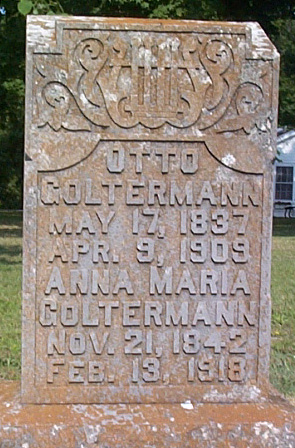 OTTO
GOLTERMANN
MAY 17, 1837
APR. 9, 1909
ANNA MARIA
GOLTERMANN
NOV. 21, 1842
FEB. 13, 1918